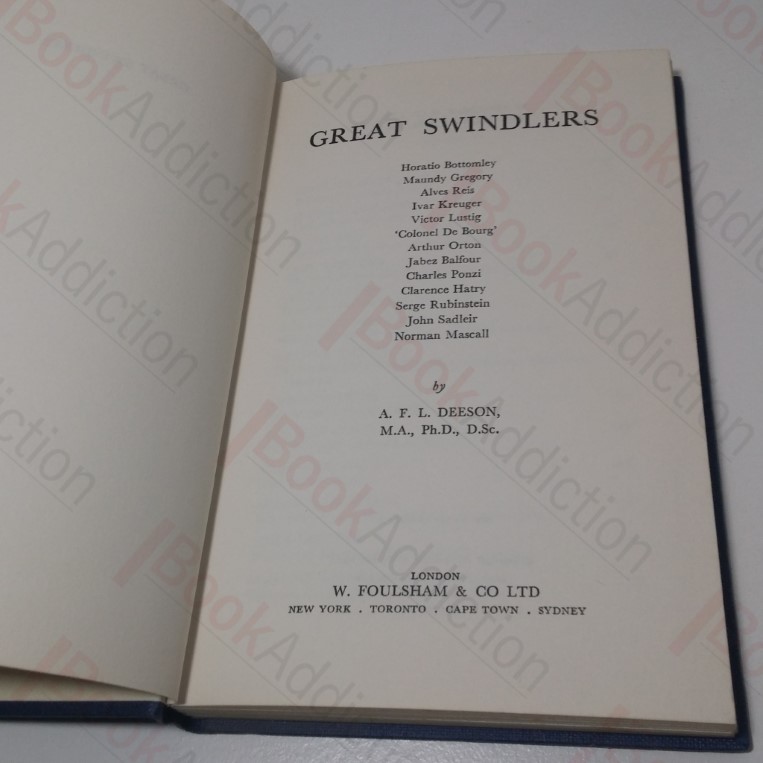 GREAT SWINDLERS
Horatio Bottomley
Maundy Gregory
Alves Reis
Ivar Kreuger
Victor Lustig
'Colonel De Bourg'
Arthur Orton
Jabez Balfour
Charles Ponzi
Clarence Hatry
Serge Rubinstein
John Sadleir
Norman Mascall
by
A. F. L. DEESON,
M.A., Ph.D., D.Sc.
LONDON
W. FOULSHAM & CO LTD
NEW YORK . TORONTO . CAPE TOWN . SYDNEY
BookAddiction